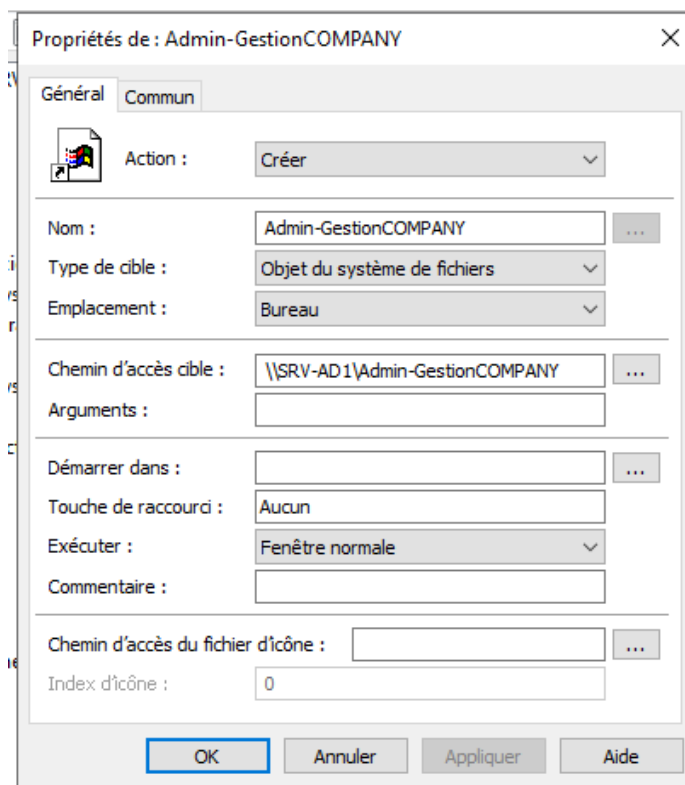 Propriétés de : Admin-GestionCOMPANY
Général Commun
Action : Créer
Nom : Admin-GestionCOMPANY ...
Type de cible : Objet du système de fichiers
Emplacement : Bureau
Chemin d'accès cible : \\SRV-AD1\Admin-GestionCOMPANY ...
Arguments :
Démarrer dans : ...
Touche de raccourci : Aucun
Exécuter : Fenêtre normale
Commentaire :
Chemin d'accès du fichier d'icône : ...
Index d'icône : 0
OK Annuler Appliquer Aide